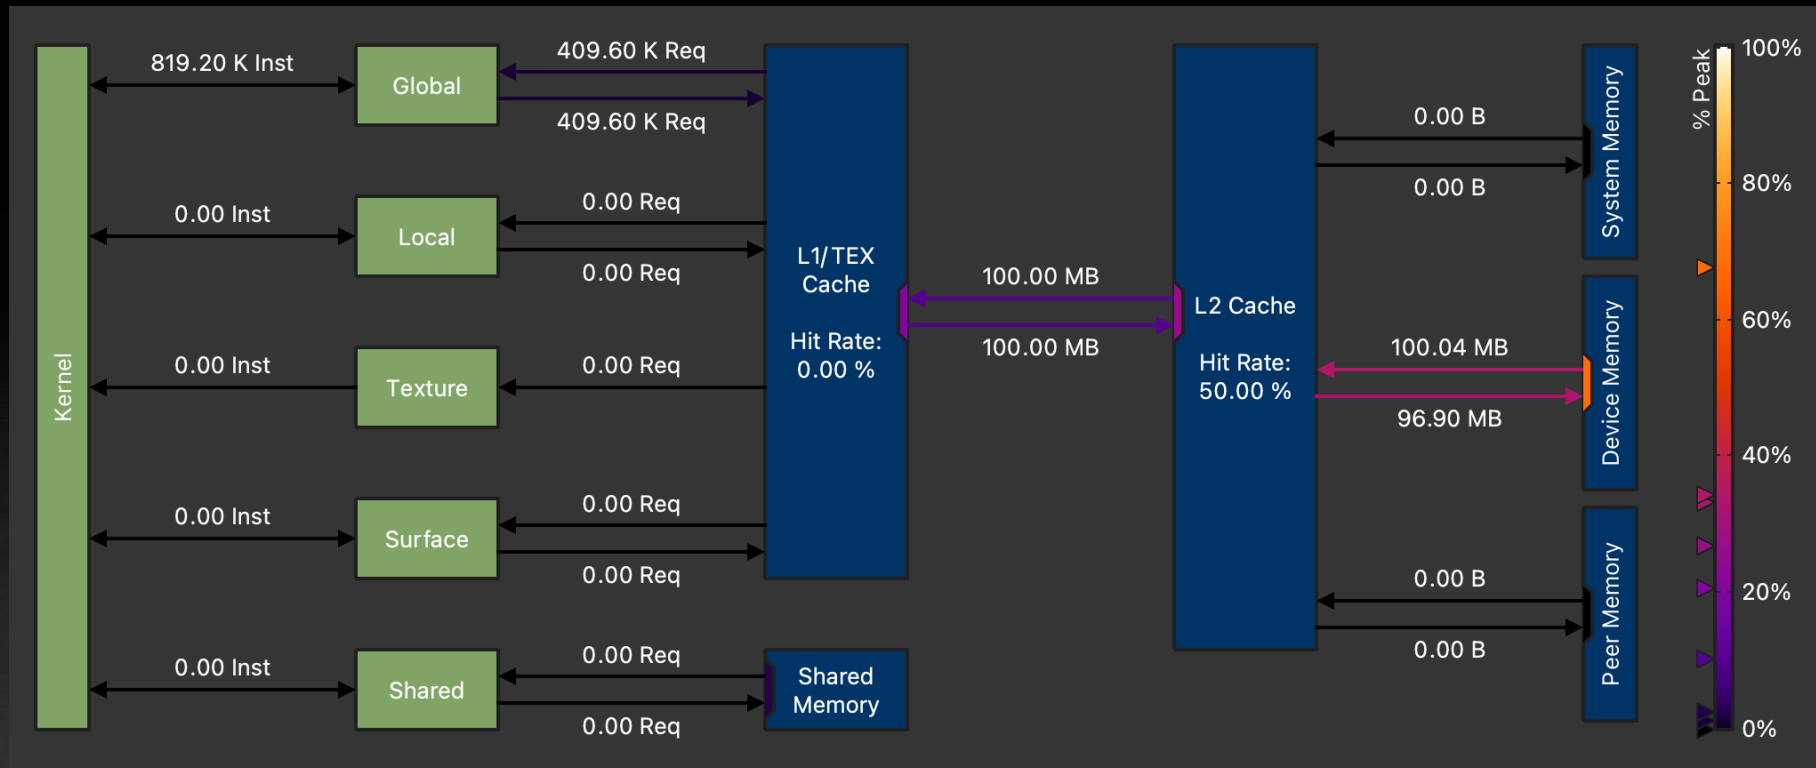 Kernel
819.20 K Inst
0.00 Inst
0.00 Inst
0.00 Inst
0.00 Inst
Global
Local
Texture
Surface
Shared
409.60 K Req
409.60 K Req
0.00 Req
0.00 Req
0.00 Req
0.00 Req
0.00 Req
0.00 Req
0.00 Req
L1/TEX
Cache
Hit Rate:
0.00 %
Shared
Memory
100.00 MB
100.00 MB
L2 Cache
Hit Rate:
50.00 %
0.00 B
0.00 B
100.04 MB
96.90 MB
0.00 B
0.00 B
System Memory
Device Memory
Peer Memory
% Peak
100%
80%
60%
40%
20%
0%